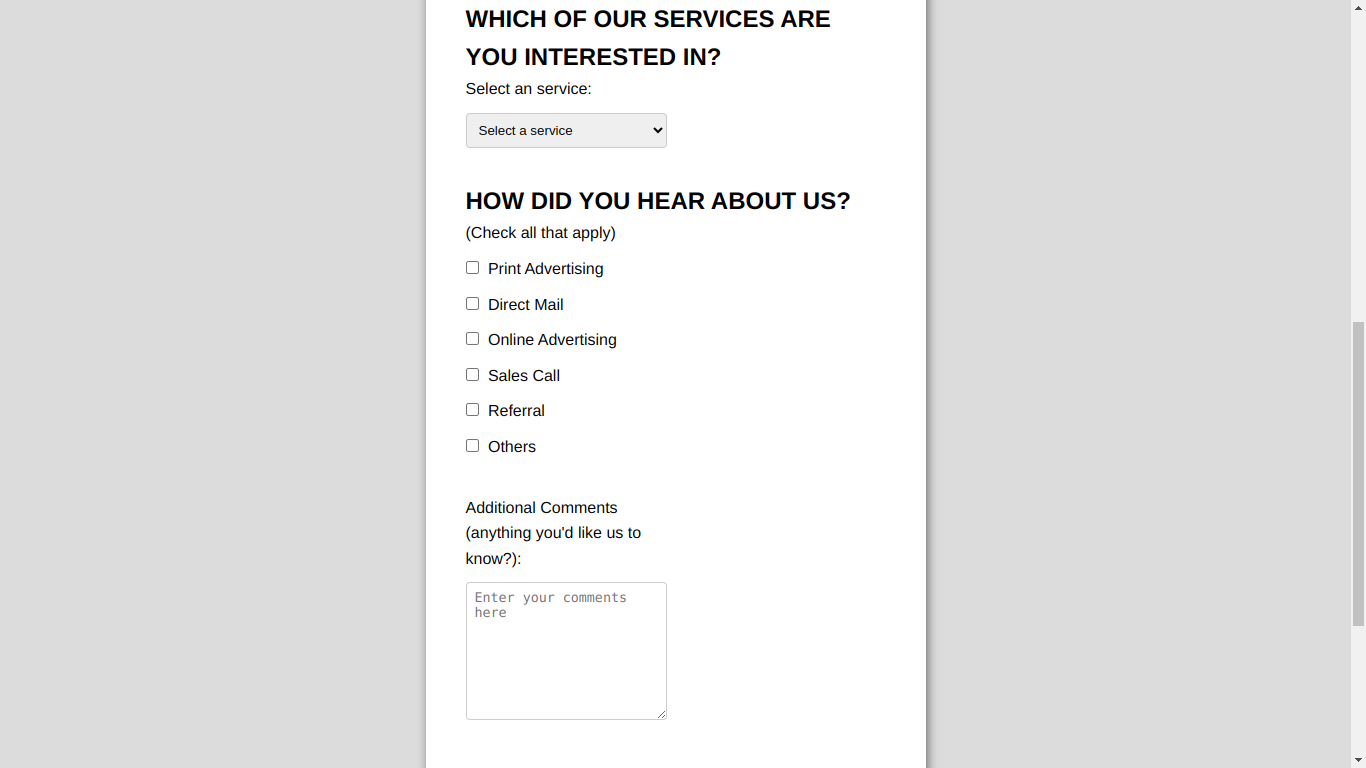 WHICH OF OUR SERVICES ARE
YOU INTERESTED IN?
Select an service:
Select a service
HOW DID YOU HEAR ABOUT US?
(Check all that apply)
Print Advertising
Direct Mail
Online Advertising
Sales Call
Referral
Others
Additional Comments
(anything you'd like us to
know?):
Enter your comments
here